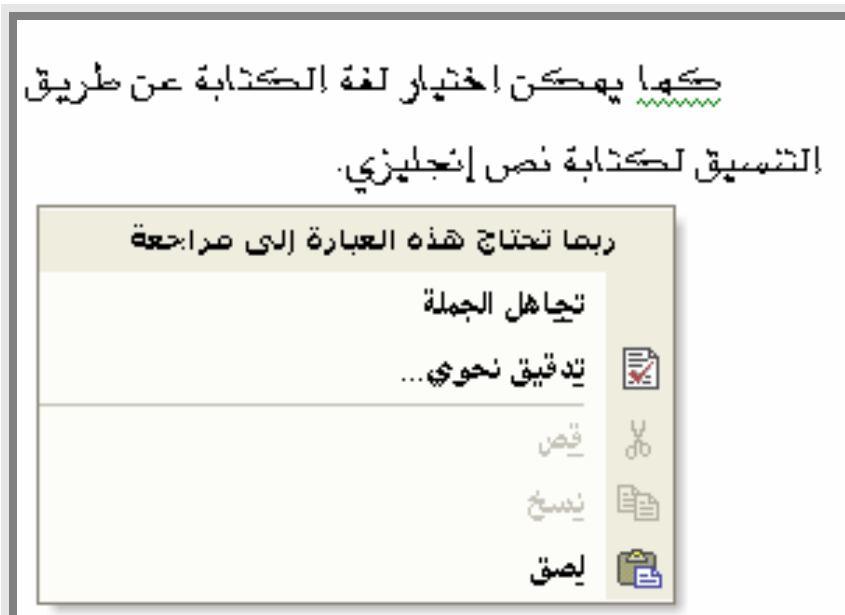 كما يمكن اختيار لغة الكتابة عن طريق
التنسيق لكتابة نص إنجليزي.
ربما تحتاج هذه العبارة إلى مراجعة
تجاهل الجملة
تدقيق نحوي...
قص
نسخ
لصق